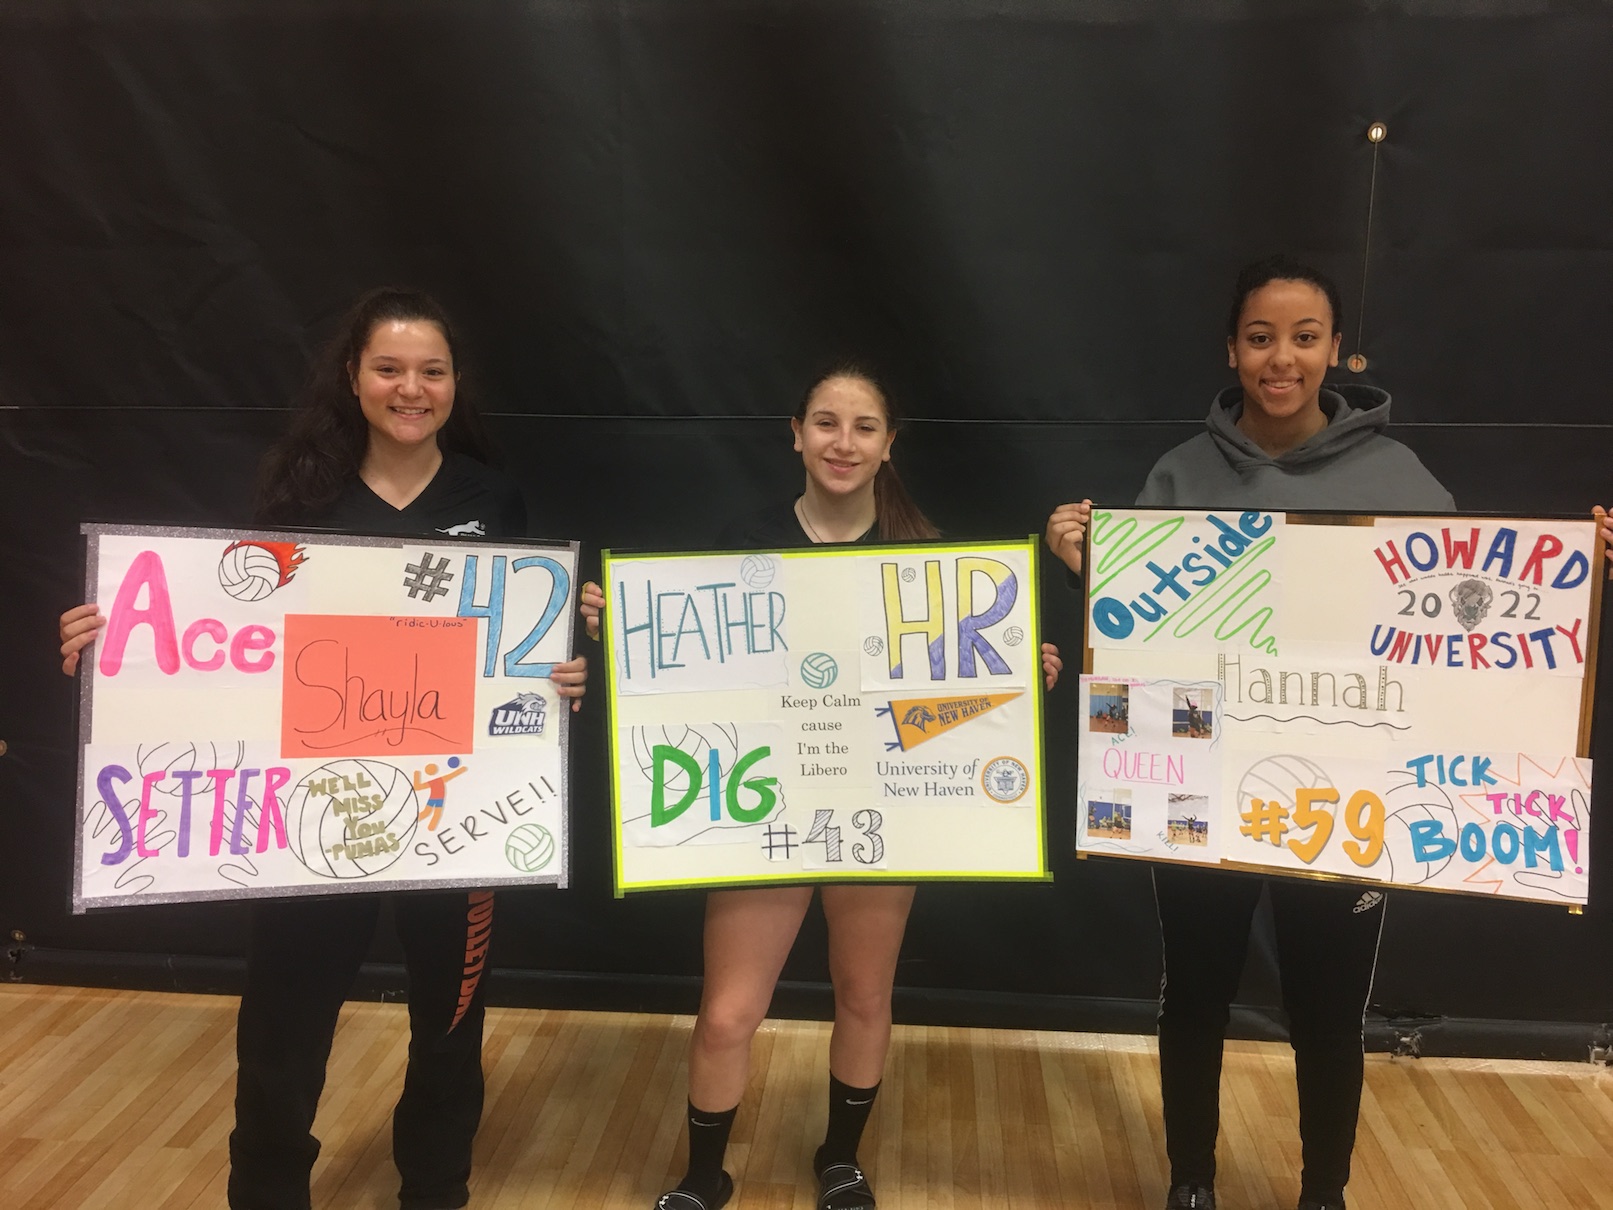 Ace
#42
"ridic-U-lous"
Shayla
UNH
WILDCATS
SETTER
WE'LL
MISS
YOU
-PUMAS
SERVE!!
HEATHER
HR
Keep Calm
cause
I'm the
Libero
UNIVERSITY OF
NEW HAVEN
DIG
University of
New Haven
#43
Outside
HOWARD
2022
UNIVERSITY
Hannah
ACE!
QUEEN
KILL!
#59
TICK
TICK
BOOM!
VOLLEYBALL
adidas